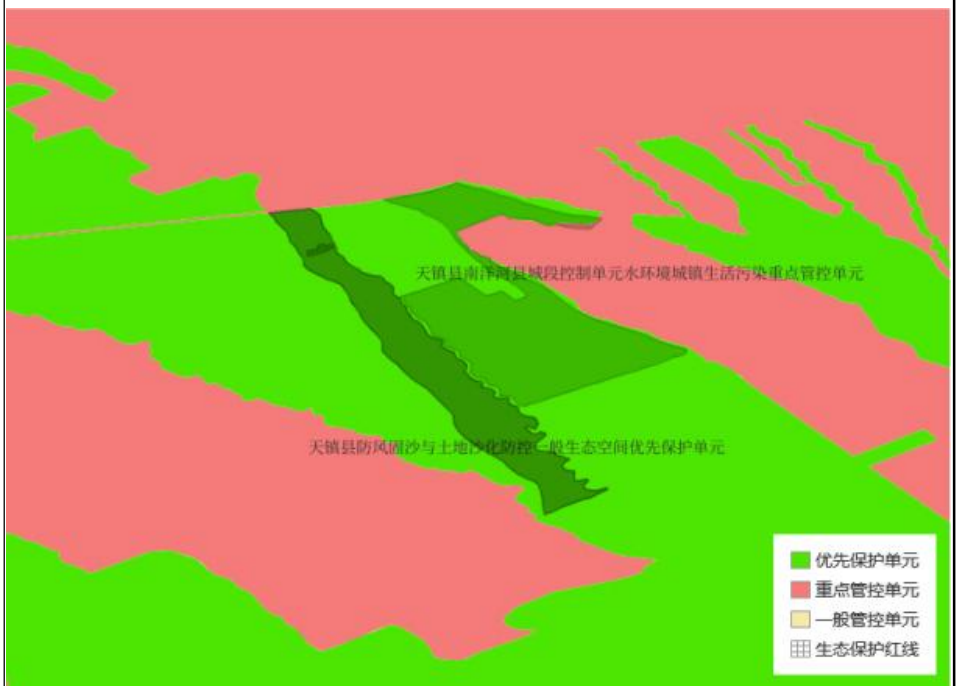 天镇县南洋河县城段控制单元水环境城镇生活污染重点管控单元
天镇县防风固沙与土地沙化防控一般生态空间优先保护单元
优先保护单元
重点管控单元
一般管控单元
生态保护红线